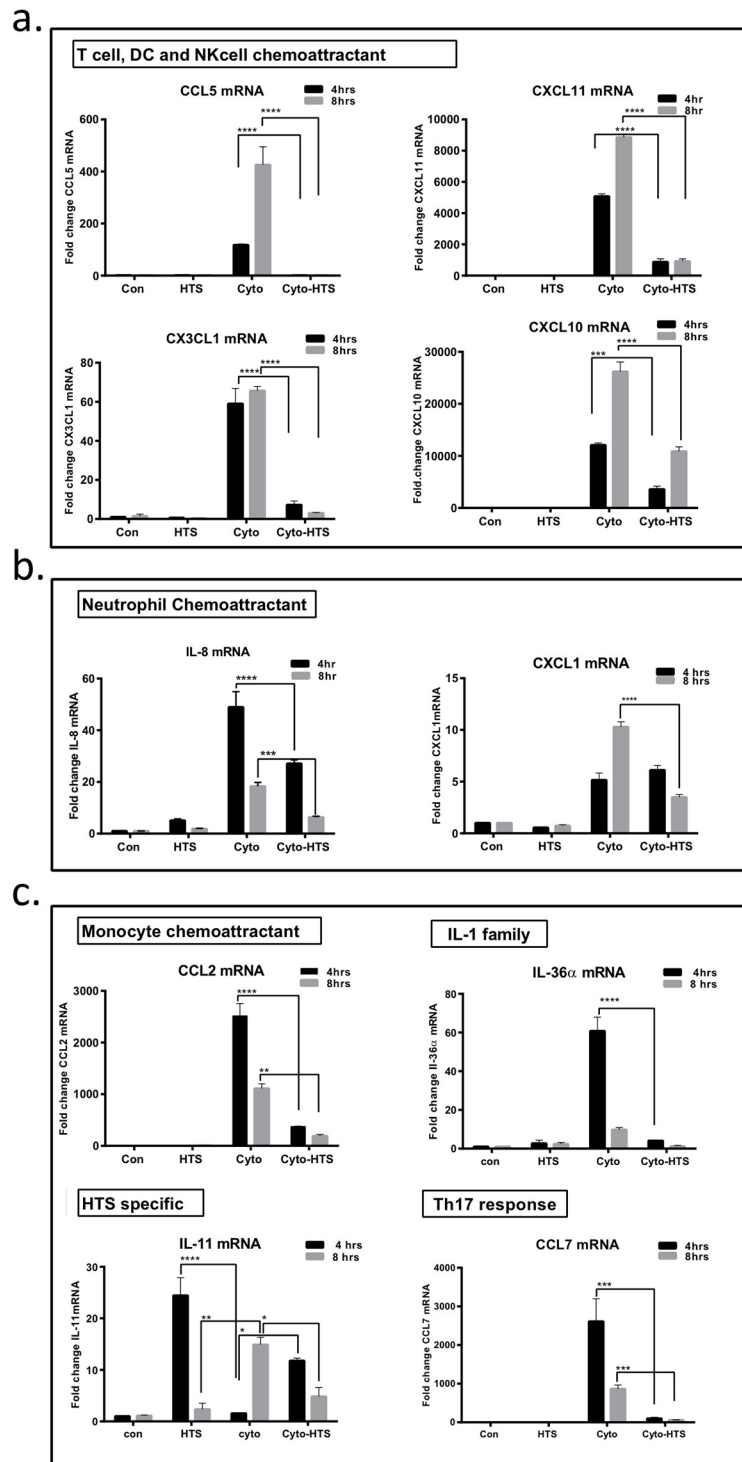 a.
T cell, DC and NKcell chemoattractant
CCL5 mRNA
4hrs
8hrs
Fold change CCL5 mRNA
600
400
200
0
****
****
Con HTS Cyto Cyto-HTS
CXCL11 mRNA
4hr
8hr
Fold change CXCL11 mRNA
10000
8000
6000
4000
2000
0
****
****
Con HTS Cyto Cyto-HTS
CX3CL1 mRNA
4hrs
8hrs
Fold change CX3CL1 mRNA
80
60
40
20
0
****
****
Con HTS Cyto Cyto-HTS
CXCL10 mRNA
4hrs
8hrs
Fold.change CXCL10 mRNA
30000
20000
10000
0
****
***
Con HTS Cyto Cyto-HTS
b.
Neutrophil Chemoattractant
IL-8 mRNA
4hr
8hr
Fold change IL-8 mRNA
60
40
20
0
****
***
Con HTS Cyto Cyto-HTS
CXCL1 mRNA
4 hrs
8 hrs
Fold change CXCL1mRNA
15
10
5
0
****
Con HTS Cyto Cyto-HTS
c.
Monocyte chemoattractant
CCL2 mRNA
4hrs
8hrs
Fold change CCL2 mRNA
3000
2000
1000
0
****
**
Con HTS Cyto Cyto-HTS
IL-1 family
IL-36α mRNA
4hrs
8 hrs
Fold change Il-36α mRNA
80
60
40
20
0
****
con HTS Cyto Cyto-HTS
HTS specific
IL-11 mRNA
4 hrs
8 hrs
Fold change IL-11mRNA
30
20
10
0
****
**
*
*
con HTS cyto Cyto-HTS
Th17 response
CCL7 mRNA
4hrs
8hrs
Fold change CCL7 mRNA
4000
3000
2000
1000
0
***
***
Con HTS Cyto Cyto-HTS